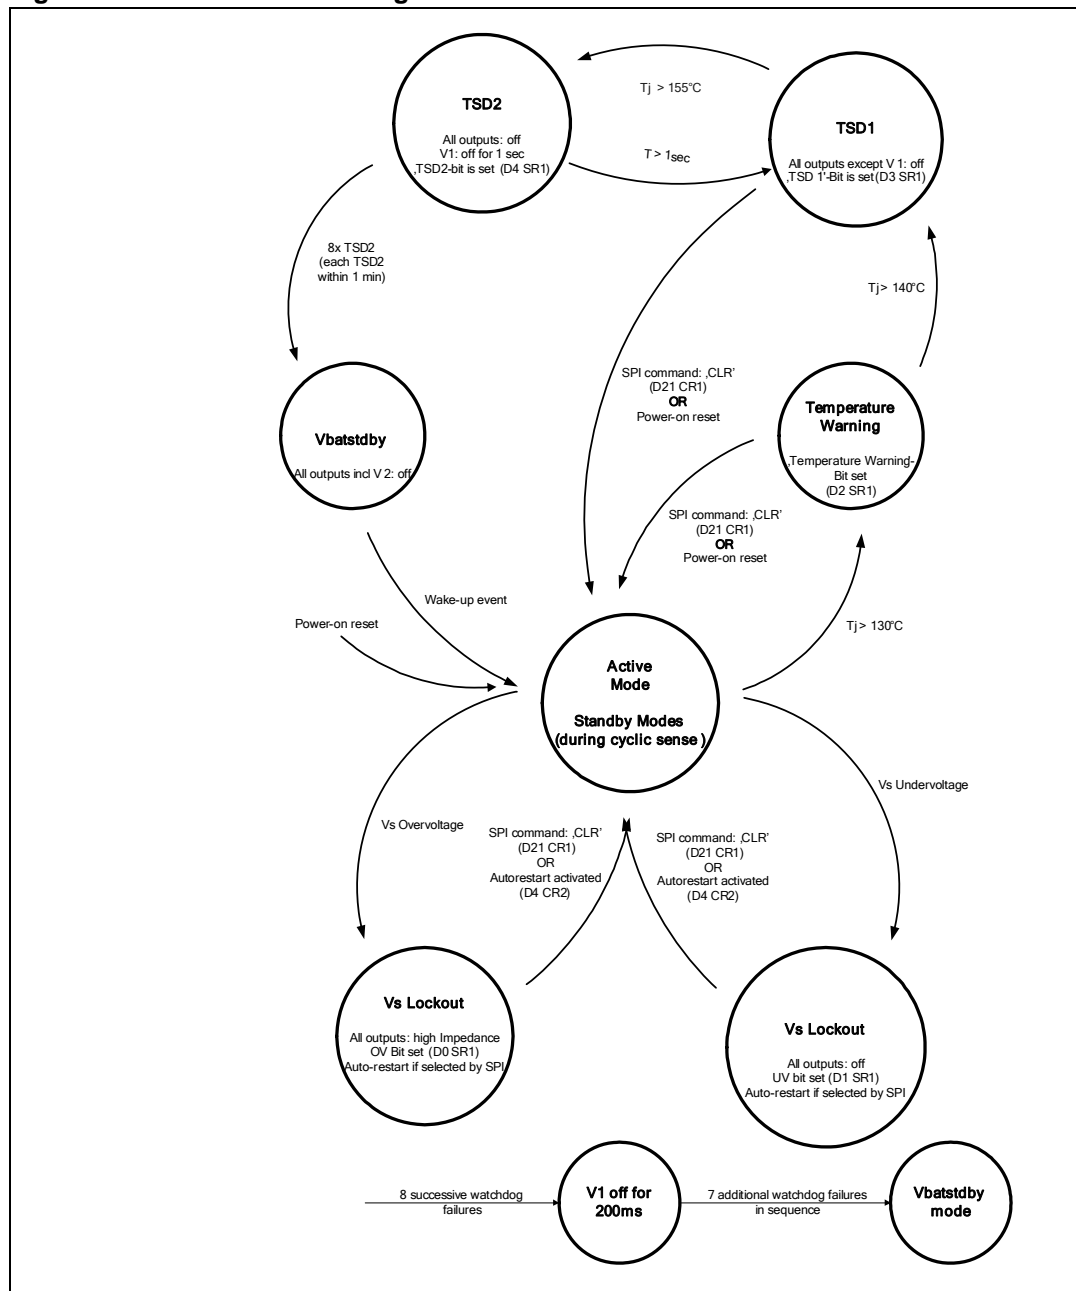 Tj > 155°C
TSD2
All outputs: off
V1: off for 1 sec
‚TSD2-bit is set (D4 SR1)
TSD1
All outputs except V 1: off
‚TSD 1'-Bit is set (D3 SR1)
T > 1sec
8x TSD2
(each TSD2
within 1 min)
Tj > 140°C
SPI command: ‚CLR’
(D21 CR1)
OR
Power-on reset
Vbatstdby
All outputs incl V 2: off
Temperature
Warning
‚Temperature Warning-
Bit set
(D2 SR1)
SPI command: ‚CLR’
(D21 CR1)
OR
Power-on reset
Wake-up event
Power-on reset
Tj > 130°C
Active
Mode
Standby Modes
(during cyclic sense )
Vs Overvoltage
Vs Undervoltage
SPI command: ‚CLR’
(D21 CR1)
OR
Autorestart activated
(D4 CR2)
SPI command: ‚CLR’
(D21 CR1)
OR
Autorestart activated
(D4 CR2)
Vs Lockout
All outputs: high Impedance
OV Bit set (D0 SR1)
Auto-restart if selected by SPI
Vs Lockout
All outputs: off
UV bit set (D1 SR1)
Auto-restart if selected by SPI
8 successive watchdog
failures
V1 off for
200ms
7 additional watchdog failures
in sequence
Vbatstdby
mode